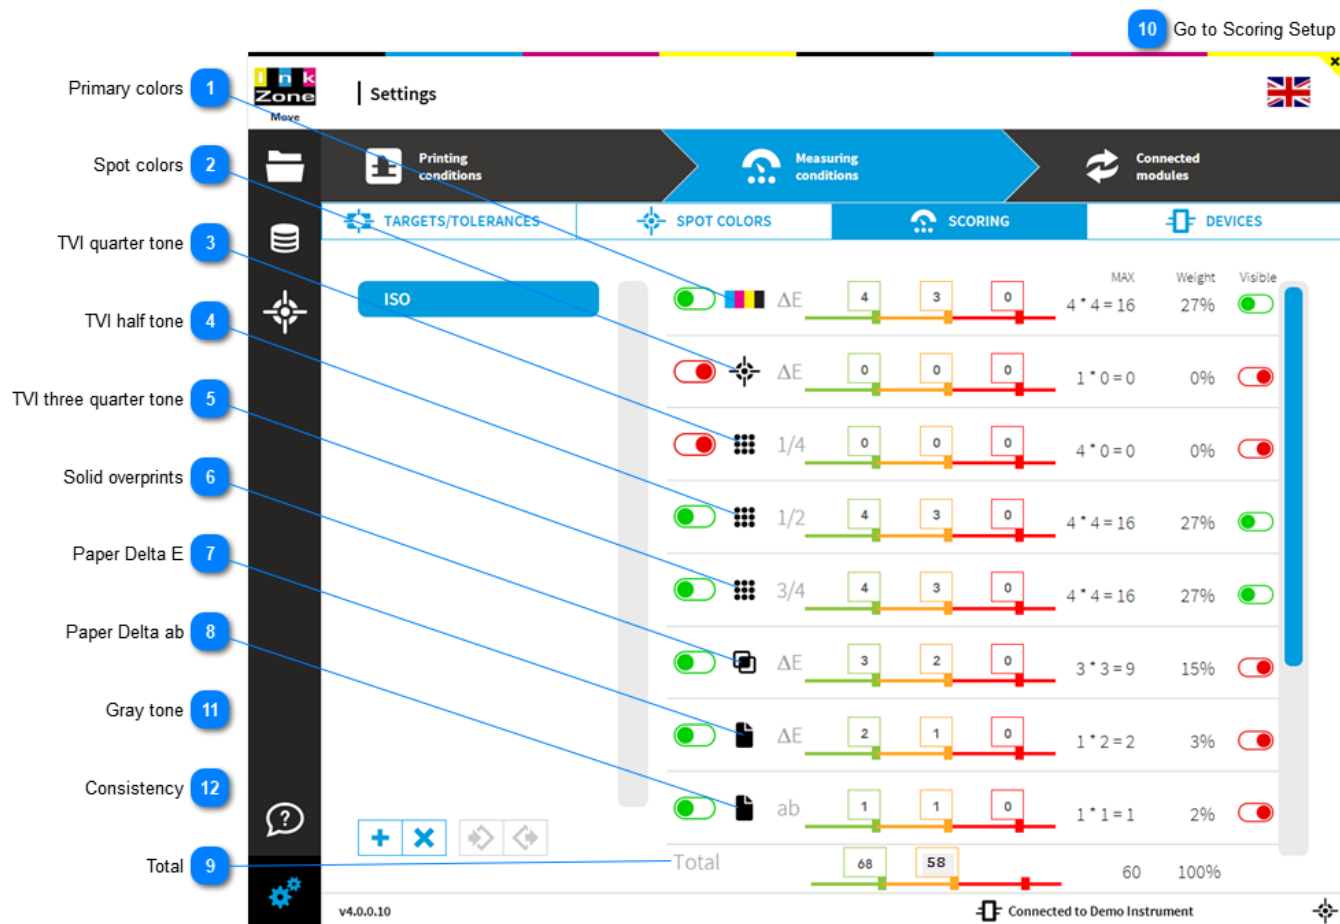 10 Go to Scoring Setup
Ink
Zone
Move
Settings
Primary colors 1
Spot colors 2
TVI quarter tone 3
TVI half tone 4
TVI three quarter tone 5
Solid overprints 6
Paper Delta E 7
Paper Delta ab 8
Gray tone 11
Consistency 12
Total 9
Printing
conditions
Measuring
conditions
Connected
modules
TARGETS/TOLERANCES SPOT COLORS SCORING DEVICES
ISO
MAX Weight Visible
ΔE 4 3 0 4 * 4 = 16 27%
ΔE 0 0 0 1 * 0 = 0 0%
1/4 0 0 0 4 * 0 = 0 0%
1/2 4 3 0 4 * 4 = 16 27%
3/4 4 3 0 4 * 4 = 16 27%
ΔE 3 2 0 3 * 3 = 9 15%
ΔE 2 1 0 1 * 2 = 2 3%
ab 1 1 0 1 * 1 = 1 2%
Total 68 58 60 100%
v4.0.0.10 Connected to Demo Instrument